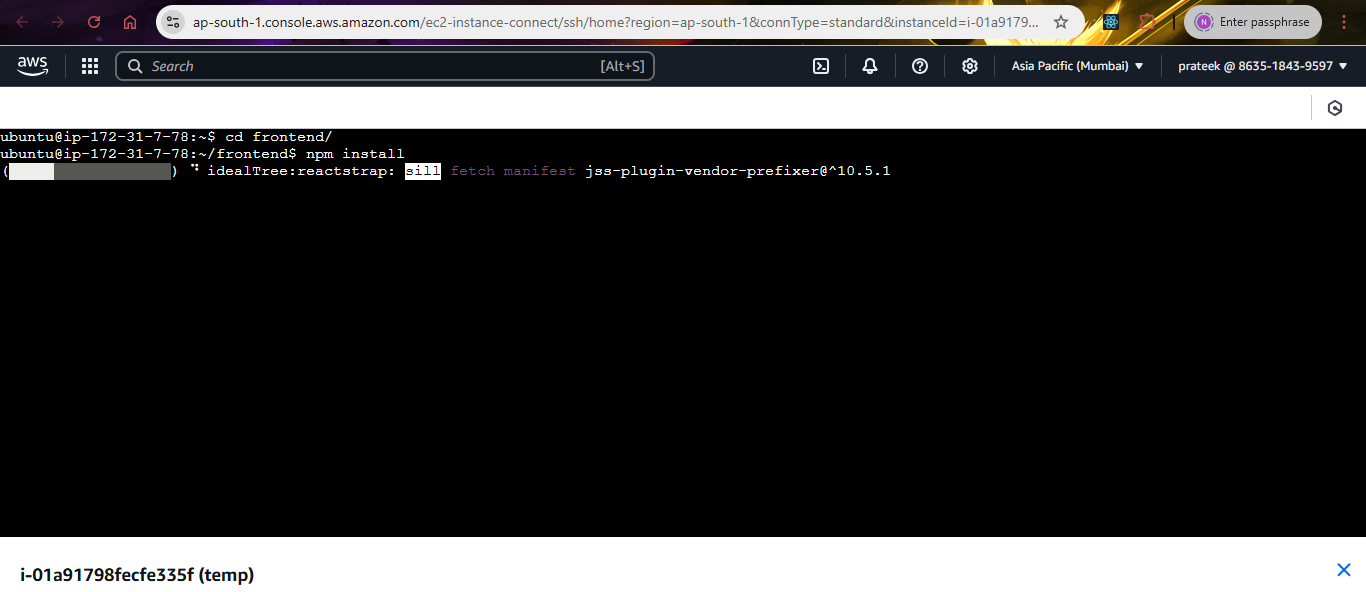 ap-south-1.console.aws.amazon.com/ec2-instance-connect/ssh/home?region=ap-south-1&connType=standard&instanceId=i-01a9179...
N
Enter passphrase
aws
Search
[Alt+S]
Asia Pacific (Mumbai)
prateek @ 8635-1843-9597
ubuntu@ip-172-31-7-78:~$ cd frontend/
ubuntu@ip-172-31-7-78:~/frontend$ npm install
( ) ⠙ idealTree:reactstrap: sill fetch manifest jss-plugin-vendor-prefixer@^10.5.1
i-01a91798fecfe335f (temp)